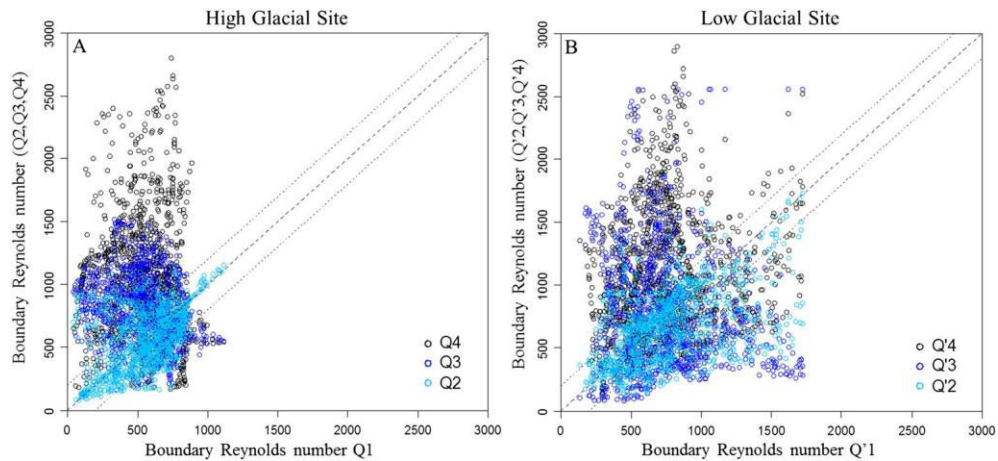 High Glacial Site
Low Glacial Site
A
Boundary Reynolds number (Q2,Q3,Q4)
0 500 1000 1500 2000 2500 3000
Q4
Q3
Q2
0 500 1000 1500 2000 2500 3000
Boundary Reynolds number Q1
B
Boundary Reynolds number (Q'2,Q'3,Q'4)
0 500 1000 1500 2000 2500 3000
Q'4
Q'3
Q'2
0 500 1000 1500 2000 2500 3000
Boundary Reynolds number Q'1